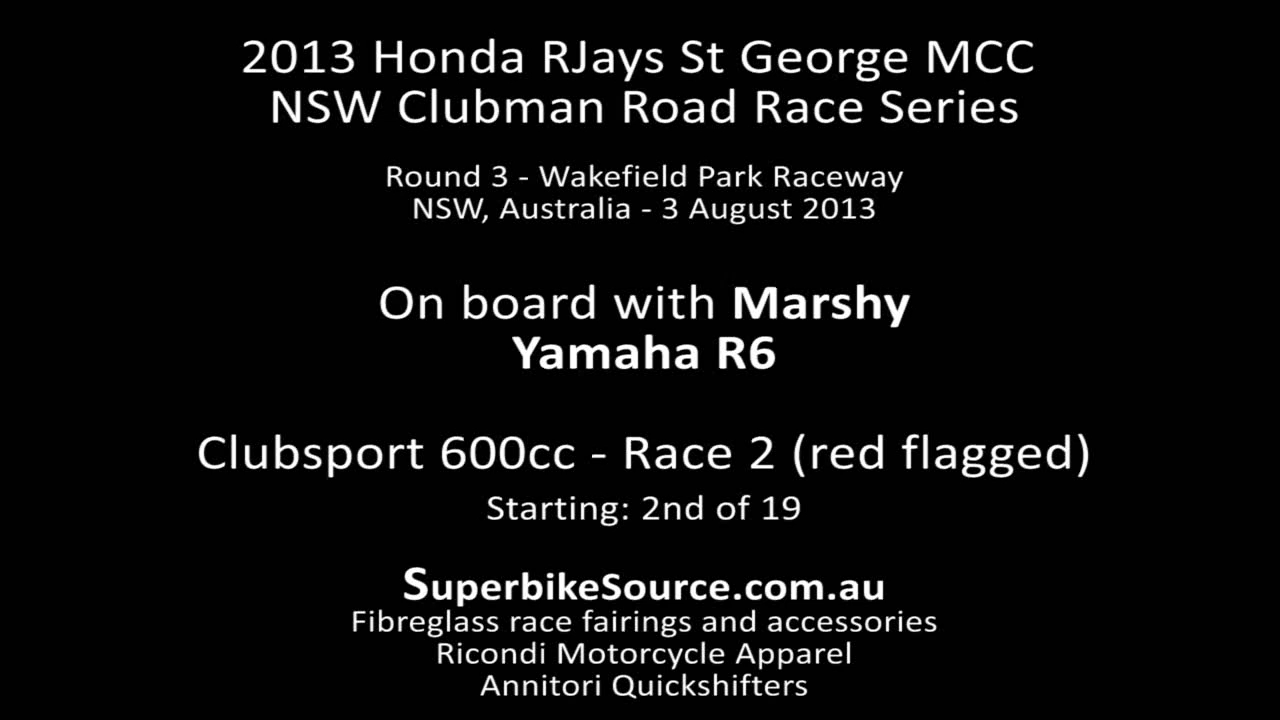 2013 Honda RJays St George MCC
NSW Clubman Road Race Series
Round 3 - Wakefield Park Raceway
NSW, Australia - 3 August 2013
On board with Marshy
Yamaha R6
Clubsport 600cc - Race 2 (red flagged)
Starting: 2nd of 19
SuperbikeSource.com.au
Fibreglass race fairings and accessories
Ricondi Motorcycle Apparel
Annitori Quickshifters